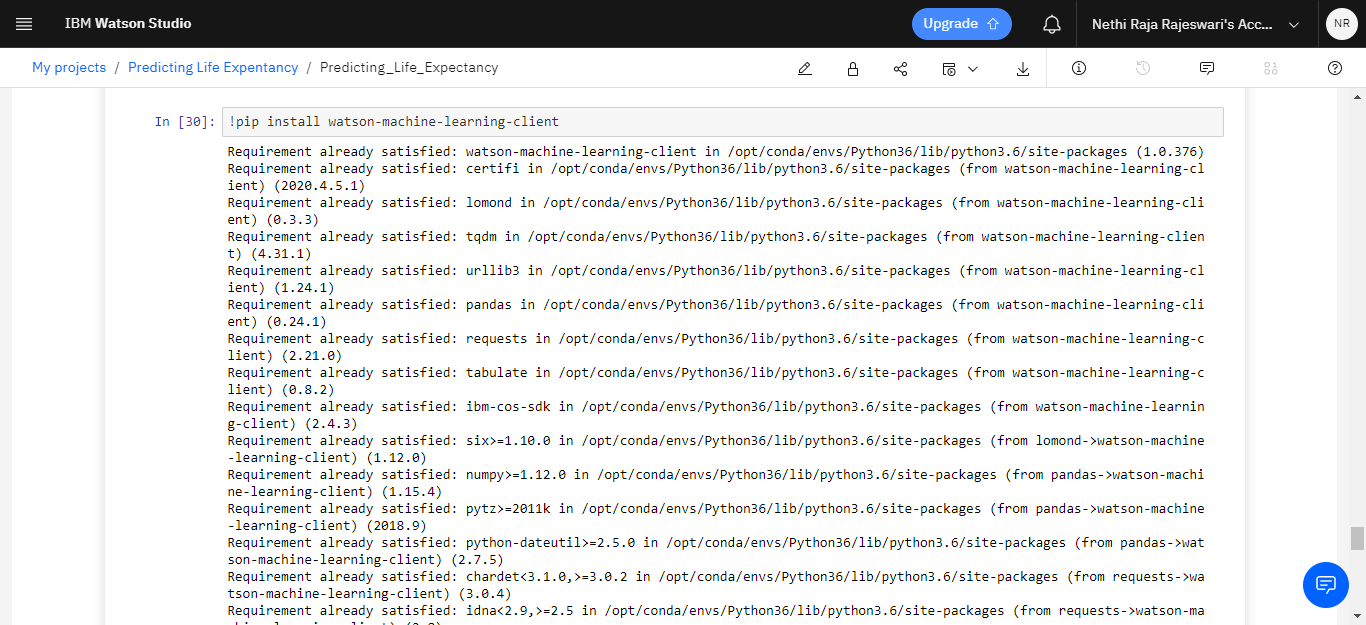 IBM Watson Studio
Upgrade
Nethi Raja Rajeswari's Acc...
NR
My projects / Predicting Life Expentancy / Predicting_Life_Expectancy
In [30]: !pip install watson-machine-learning-client
Requirement already satisfied: watson-machine-learning-client in /opt/conda/envs/Python36/lib/python3.6/site-packages (1.0.376)
Requirement already satisfied: certifi in /opt/conda/envs/Python36/lib/python3.6/site-packages (from watson-machine-learning-cl
ient) (2020.4.5.1)
Requirement already satisfied: lomond in /opt/conda/envs/Python36/lib/python3.6/site-packages (from watson-machine-learning-cli
ent) (0.3.3)
Requirement already satisfied: tqdm in /opt/conda/envs/Python36/lib/python3.6/site-packages (from watson-machine-learning-clien
t) (4.31.1)
Requirement already satisfied: urllib3 in /opt/conda/envs/Python36/lib/python3.6/site-packages (from watson-machine-learning-cl
ient) (1.24.1)
Requirement already satisfied: pandas in /opt/conda/envs/Python36/lib/python3.6/site-packages (from watson-machine-learning-cli
ent) (0.24.1)
Requirement already satisfied: requests in /opt/conda/envs/Python36/lib/python3.6/site-packages (from watson-machine-learning-c
lient) (2.21.0)
Requirement already satisfied: tabulate in /opt/conda/envs/Python36/lib/python3.6/site-packages (from watson-machine-learning-c
lient) (0.8.2)
Requirement already satisfied: ibm-cos-sdk in /opt/conda/envs/Python36/lib/python3.6/site-packages (from watson-machine-learnin
g-client) (2.4.3)
Requirement already satisfied: six>=1.10.0 in /opt/conda/envs/Python36/lib/python3.6/site-packages (from lomond->watson-machine
-learning-client) (1.12.0)
Requirement already satisfied: numpy>=1.12.0 in /opt/conda/envs/Python36/lib/python3.6/site-packages (from pandas->watson-machi
ne-learning-client) (1.15.4)
Requirement already satisfied: pytz>=2011k in /opt/conda/envs/Python36/lib/python3.6/site-packages (from pandas->watson-machine
-learning-client) (2018.9)
Requirement already satisfied: python-dateutil>=2.5.0 in /opt/conda/envs/Python36/lib/python3.6/site-packages (from pandas->wat
son-machine-learning-client) (2.7.5)
Requirement already satisfied: chardet<3.1.0,>=3.0.2 in /opt/conda/envs/Python36/lib/python3.6/site-packages (from requests->wa
tson-machine-learning-client) (3.0.4)
Requirement already satisfied: idna<2.9,>=2.5 in /opt/conda/envs/Python36/lib/python3.6/site-packages (from requests->watson-ma